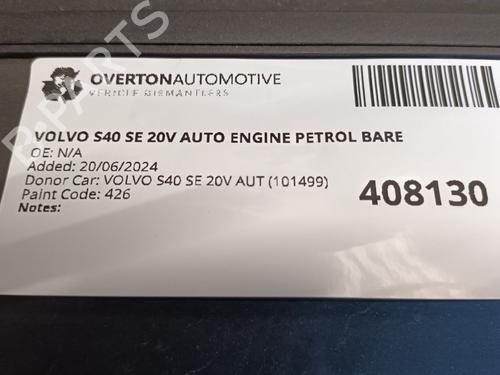 OVERTONAUTOMOTIVE
VEHICLE DISMANTLERS
VOLVO S40 SE 20V AUTO ENGINE PETROL BARE
OE: N/A
Added: 20/06/2024
Donor Car: VOLVO S40 SE 20V AUT (101499)
Paint Code: 426
Notes:
408130